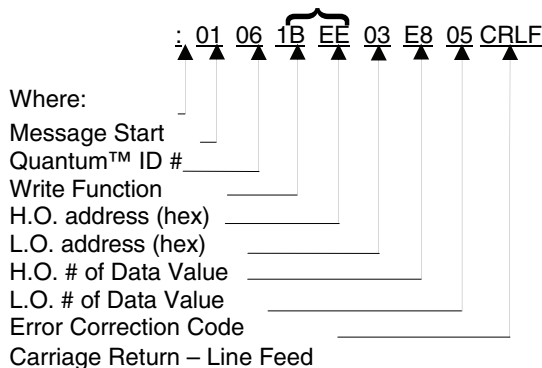 : 01 06 1B EE 03 E8 05 CRLF
Where:
Message Start
Quantum™ ID #
Write Function
H.O. address (hex)
L.O. address (hex)
H.O. # of Data Value
L.O. # of Data Value
Error Correction Code
Carriage Return – Line Feed